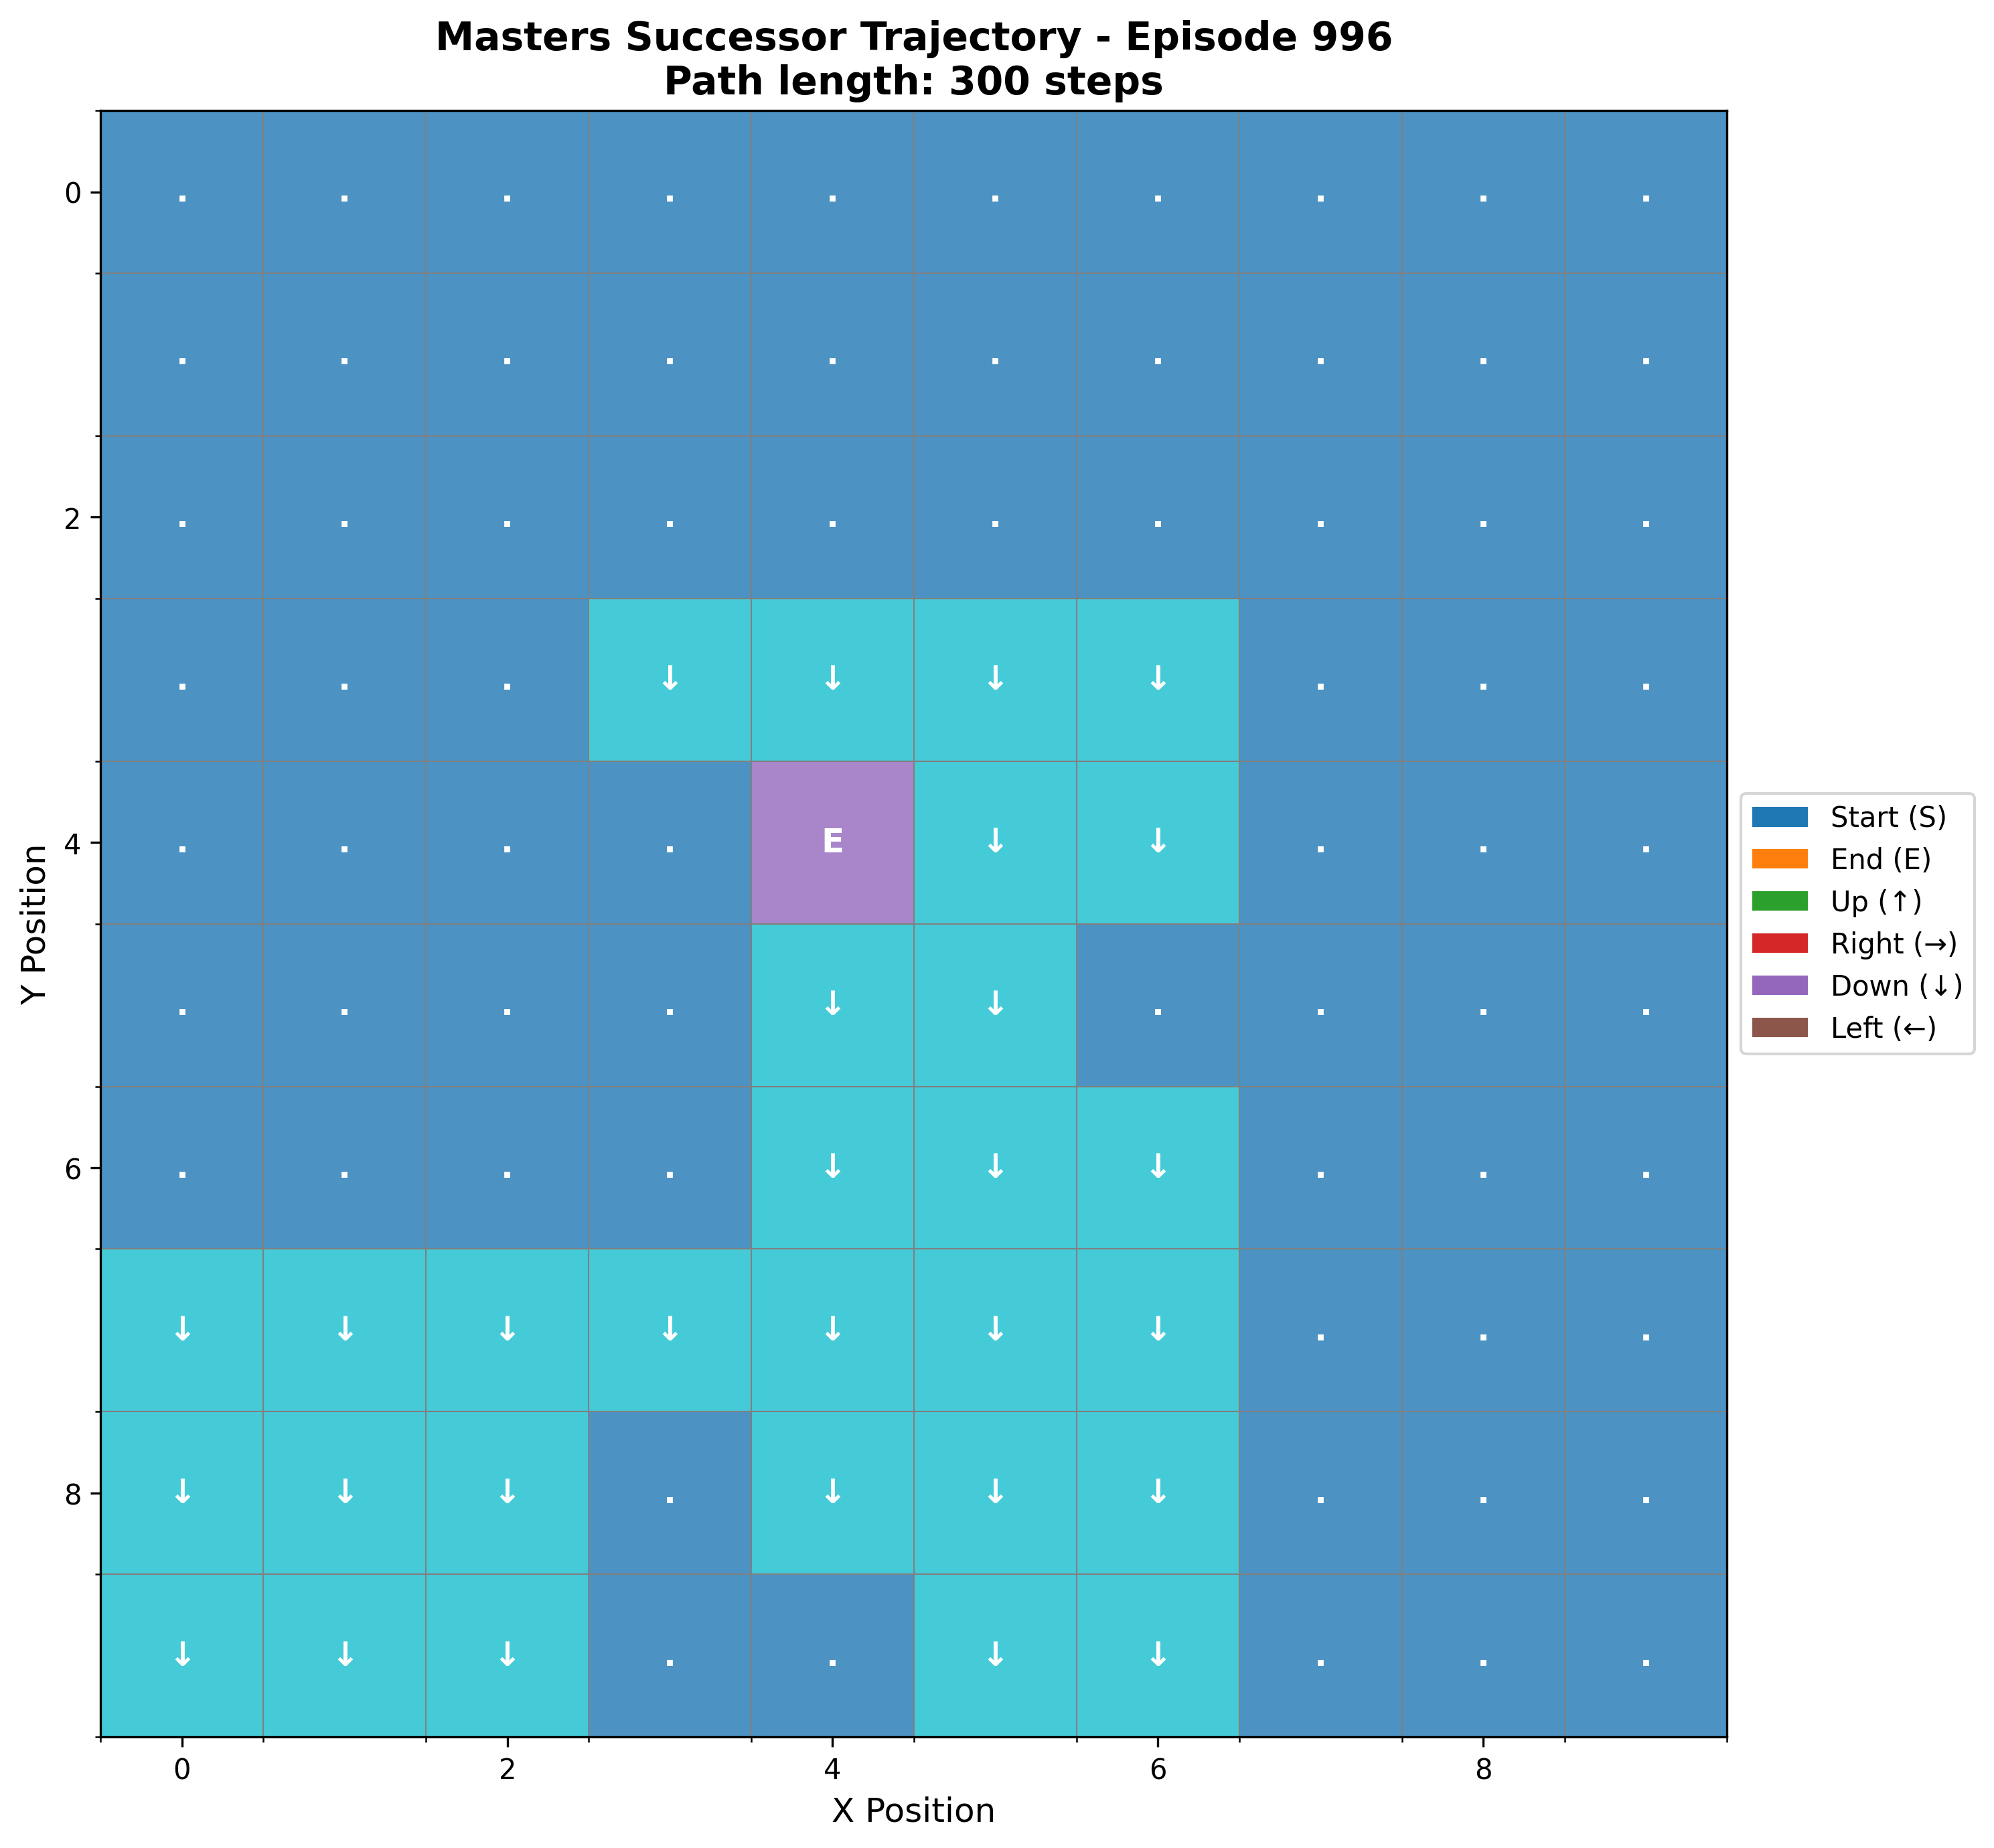 Masters Successor Trajectory - Episode 996
Path length: 300 steps
0 . . . . . . . . . .
. . . . . . . . . .
2 . . . . . . . . . .
. . . ↓ ↓ ↓ ↓ . . .
4 . . . . E ↓ ↓ . . .
. . . . ↓ ↓ . . . .
6 . . . . ↓ ↓ ↓ . . .
↓ ↓ ↓ ↓ ↓ ↓ ↓ . . .
8 ↓ ↓ ↓ . ↓ ↓ ↓ . . .
↓ ↓ ↓ . . ↓ ↓ . . .
0 2 4 6 8
X Position
Y Position
Start (S)
End (E)
Up (↑)
Right (→)
Down (↓)
Left (←)